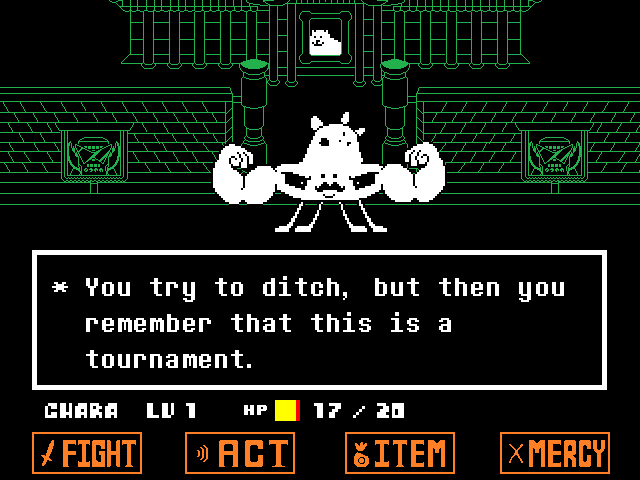 * You try to ditch, but then you
remember that this is a
tournament.
CHARA LV 1 HP 17 / 20
FIGHT ACT ITEM MERCY